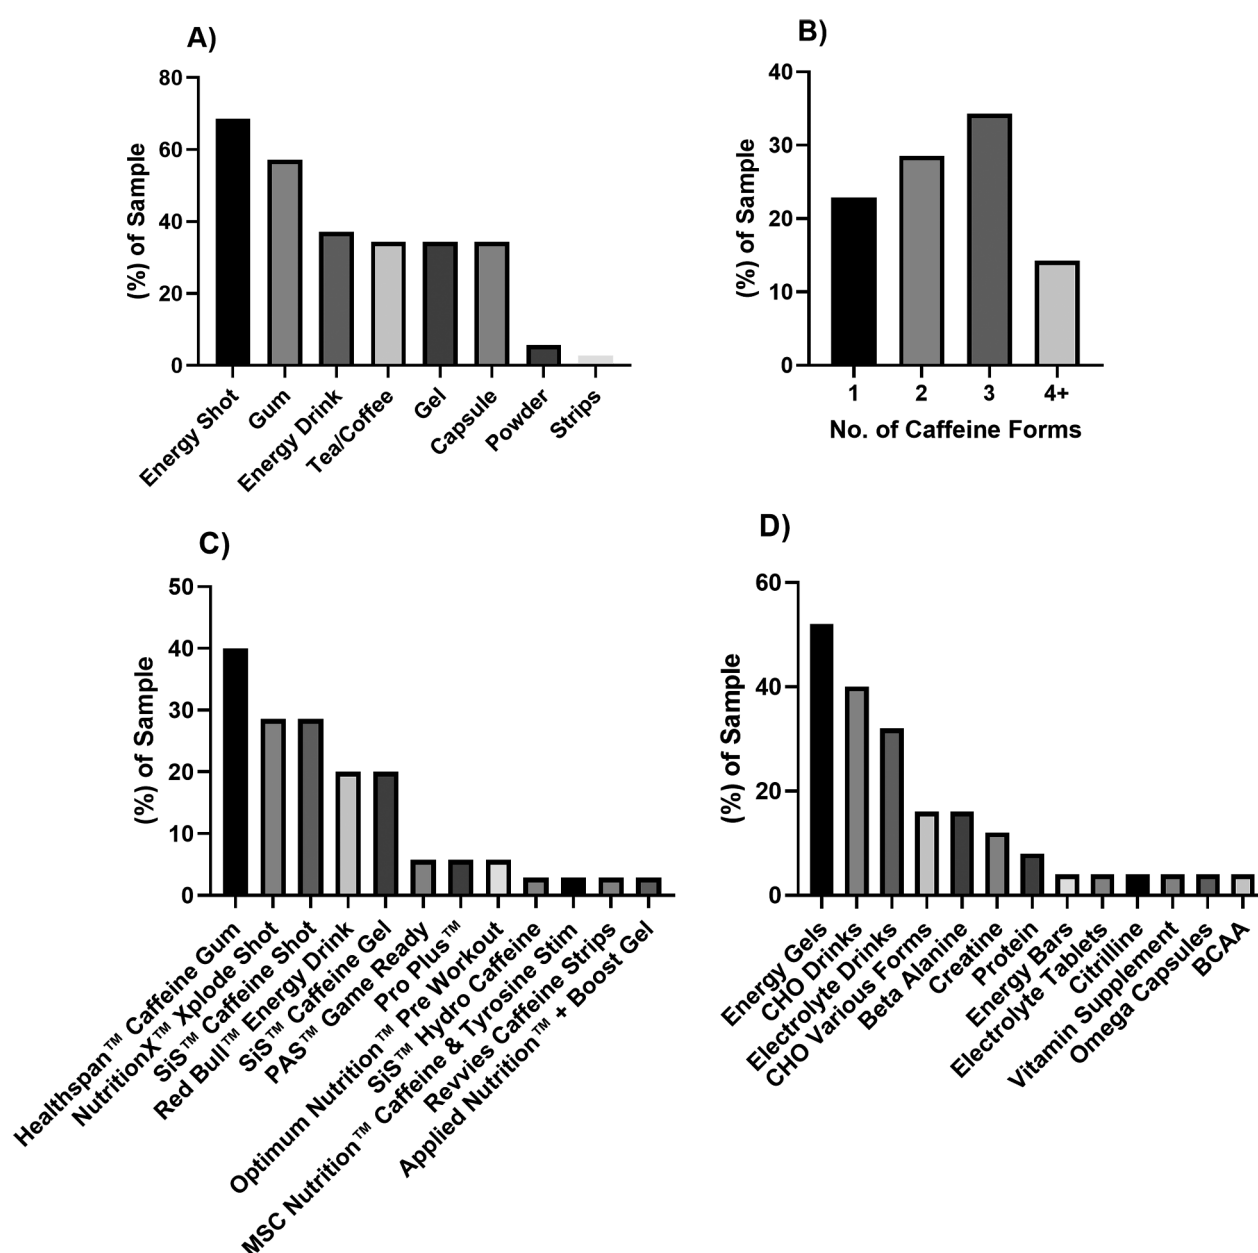 A)
(%) of Sample
80
60
40
20
0
Energy Shot
Gum
Energy Drink
Tea/Coffee
Gel
Capsule
Powder
Strips
B)
(%) of Sample
40
30
20
10
0
1
2
3
4+
No. of Caffeine Forms
C)
(%) of Sample
50
40
30
20
10
0
Healthspan™ Caffeine Gum
NutritionX™ Xplode Shot
SiS™ Caffeine Shot
Red Bull™ Energy Drink
SiS™ Caffeine Gel
PAS™ Game Ready
Pro Plus™
Optimum Nutrition™ Pre Workout
SiS™ Hydro Caffeine
MSC Nutrition™ Caffeine & Tyrosine Stim
Revvies Caffeine Strips
Applied Nutrition™ + Boost Gel
D)
(%) of Sample
60
40
20
0
Energy Gels
CHO Drinks
Electrolyte Drinks
CHO Various Forms
Beta Alanine
Creatine
Protein
Energy Bars
Electrolyte Tablets
Citrilline
Vitamin Supplement
Omega Capsules
BCAA